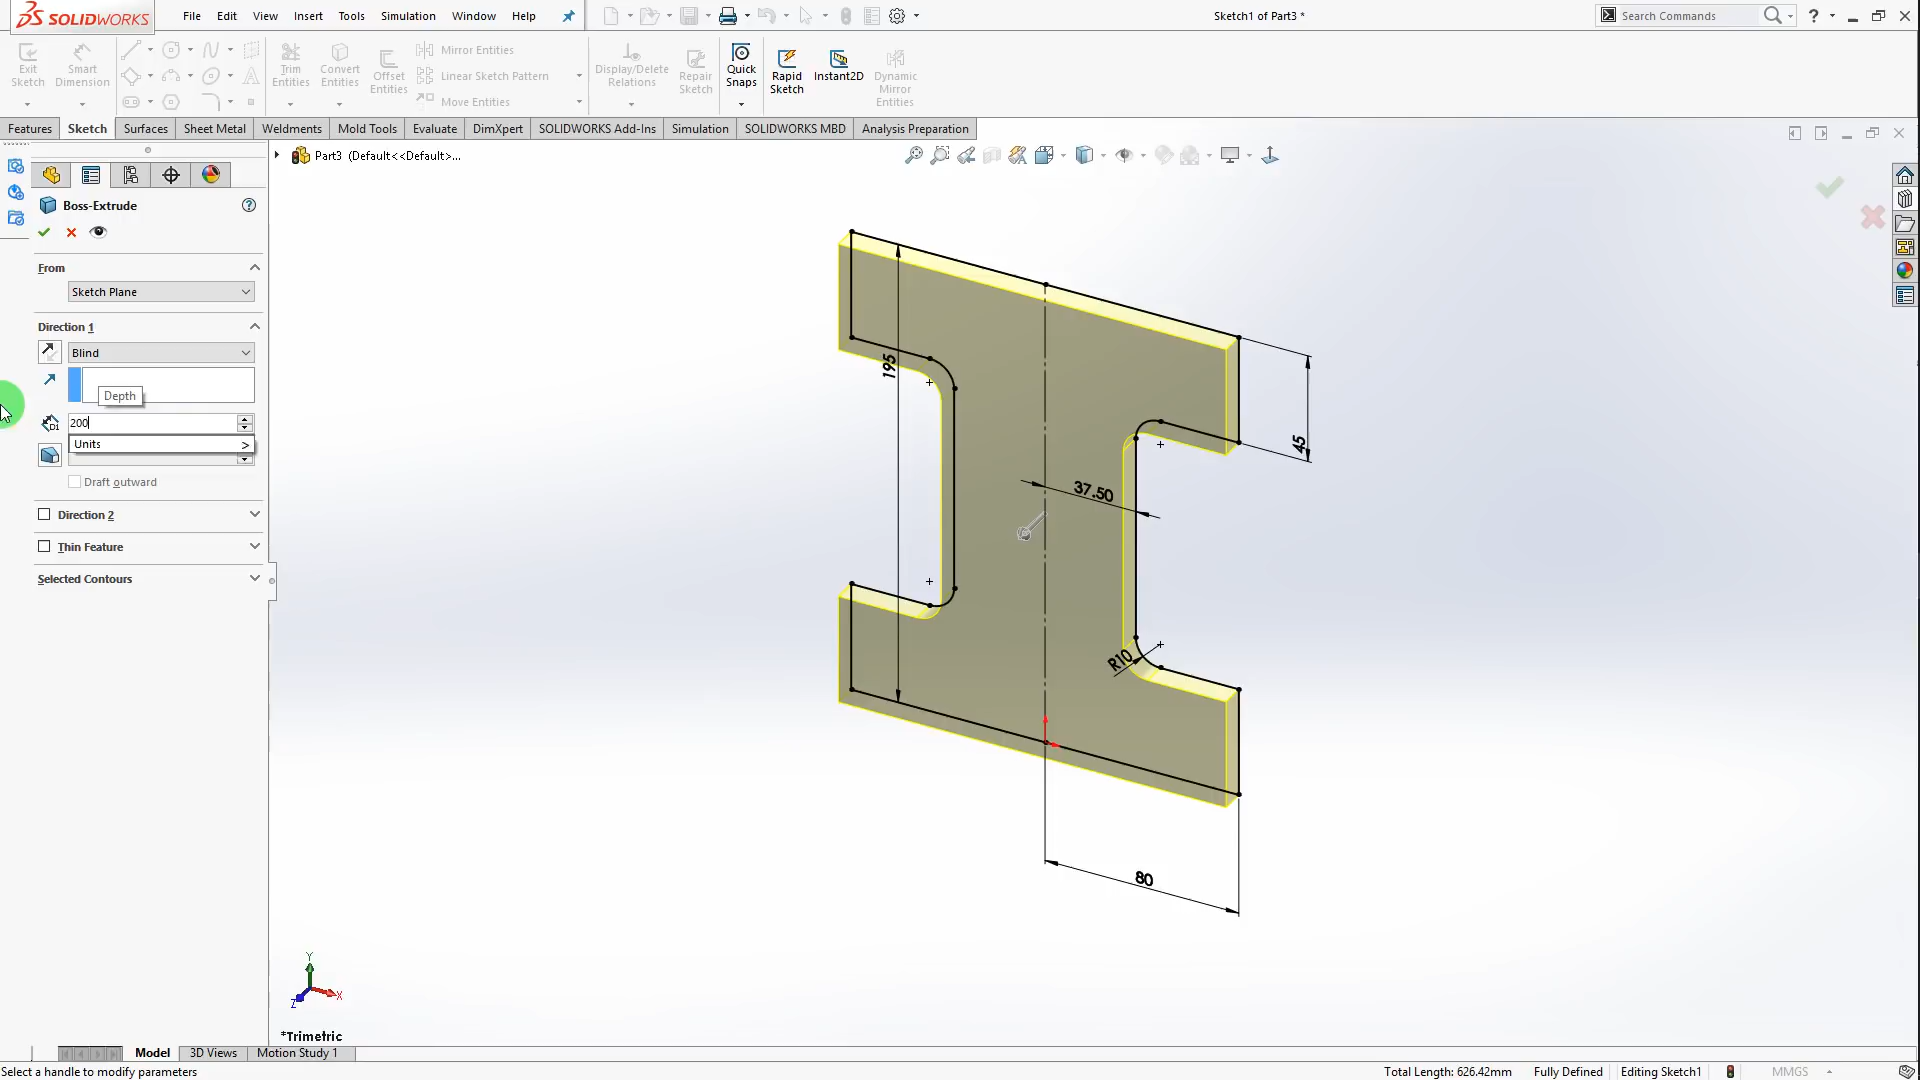 SOLIDWORKS File Edit View Insert Tools Simulation Window Help Sketch1 of Part3 * Search Commands ?
Exit Sketch
Smart Dimension
Trim Entities
Convert Entities
Offset Entities
Mirror Entities
Linear Sketch Pattern
Move Entities
Display/Delete Relations
Repair Sketch
Quick Snaps
Rapid Sketch
Instant2D
Dynamic Mirror Entities
Features Sketch Surfaces Sheet Metal Weldments Mold Tools Evaluate DimXpert SOLIDWORKS Add-Ins Simulation SOLIDWORKS MBD Analysis Preparation
Part3 (Default<<Default>...
Boss-Extrude ?
From
Sketch Plane
Direction 1
Blind
Depth
D1 200
Units >
Draft outward
Direction 2
Thin Feature
Selected Contours
195
45
37.50
R10
80
Y
X
Z
*Trimetric
Model 3D Views Motion Study 1
Select a handle to modify parameters Total Length: 626.42mm Fully Defined Editing Sketch1 MMGS